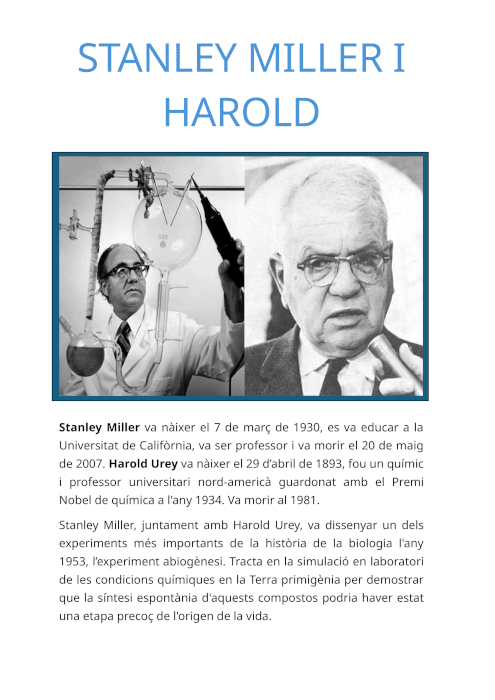 STANLEY MILLER I
HAROLD
Stanley Miller va nàixer el 7 de març de 1930, es va educar a la
Universitat de Califòrnia, va ser professor i va morir el 20 de maig
de 2007. Harold Urey va nàixer el 29 d'abril de 1893, fou un químic
i professor universitari nord-americà guardonat amb el Premi
Nobel de química a l'any 1934. Va morir al 1981.
Stanley Miller, juntament amb Harold Urey, va dissenyar un dels
experiments més importants de la història de la biologia l'any
1953, l'experiment abiogènesi. Tracta en la simulació en laboratori
de les condicions químiques en la Terra primigènia per demostrar
que la síntesi espontània d'aquests compostos podria haver estat
una etapa precoç de l'origen de la vida.